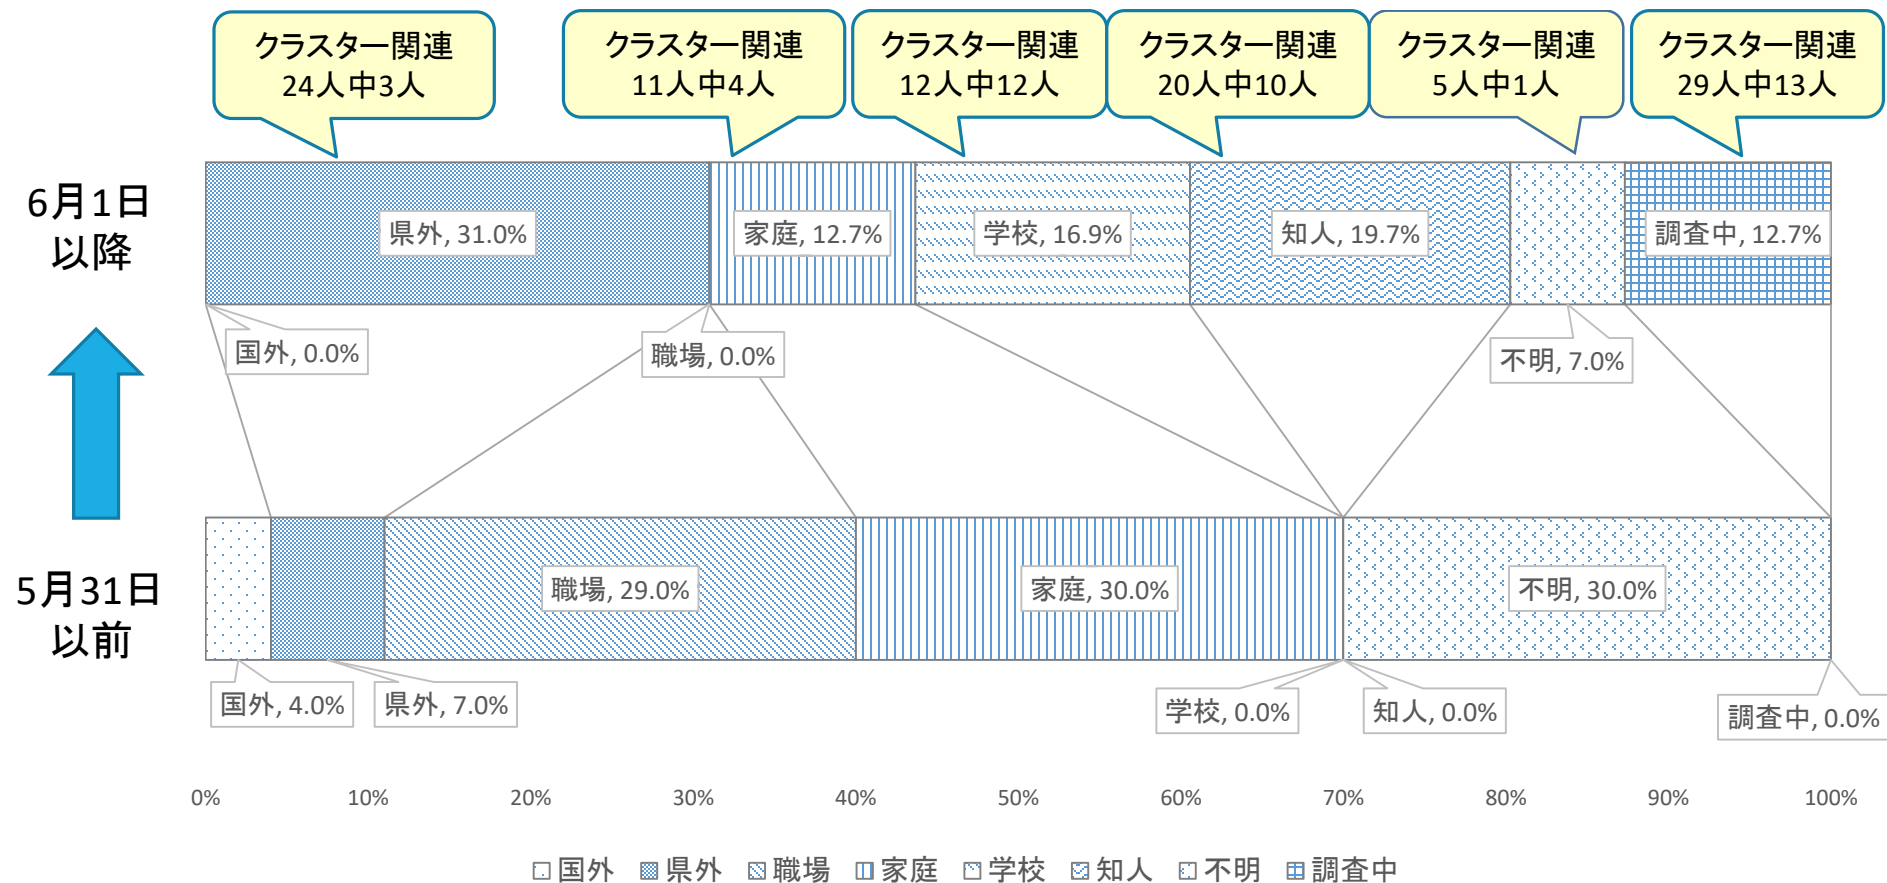 クラスター関連
24人中3人
クラスター関連
11人中4人
クラスター関連
12人中12人
クラスター関連
20人中10人
クラスター関連
5人中1人
クラスター関連
29人中13人
6月1日
以降
県外, 31.0%
家庭, 12.7%
学校, 16.9%
知人, 19.7%
調査中, 12.7%
国外, 0.0%
職場, 0.0%
不明, 7.0%
5月31日
以前
職場, 29.0%
家庭, 30.0%
不明, 30.0%
国外, 4.0%
県外, 7.0%
学校, 0.0%
知人, 0.0%
調査中, 0.0%
0%
10%
20%
30%
40%
50%
60%
70%
80%
90%
100%
国外 県外 職場 家庭 学校 知人 不明 調査中